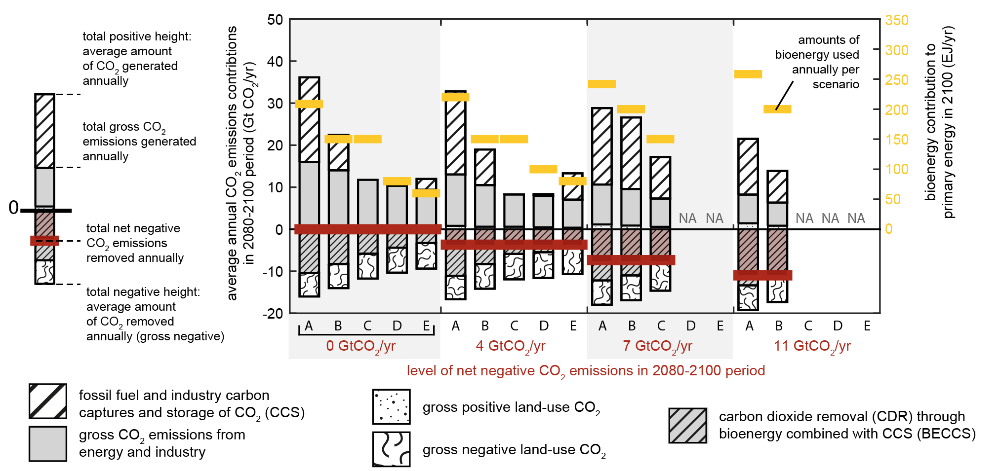 total positive height:
average amount
of CO2 generated
annually
total gross CO2
emissions generated
annually
0
total net negative
CO2 emissions
removed annually
total negative height:
average amount
of CO2 removed
annually (gross negative)
average annual CO2 emissions contribtions
in 2080-2100 period (Gt CO2/yr)
50
40
30
20
10
0
-10
-20
350
300
250
200
150
100
50
0
bioenergy contribution to
primary energy in 2100 (EJ/yr)
amounts of
bioenergy used
annually per
scenario
NA NA NA NA NA
A B C D E A B C D E A B C D E A B C D E
0 GtCO2/yr 4 GtCO2/yr 7 GtCO2/yr 11 GtCO2/yr
level of net negative CO2 emissions in 2080-2100 period
fossil fuel and industry carbon
captures and storage of CO2 (CCS)
gross CO2 emissions from
energy and industry
gross positive land-use CO2
gross negative land-use CO2
carbon dioxide removal (CDR) through
bioenergy combined with CCS (BECCS)